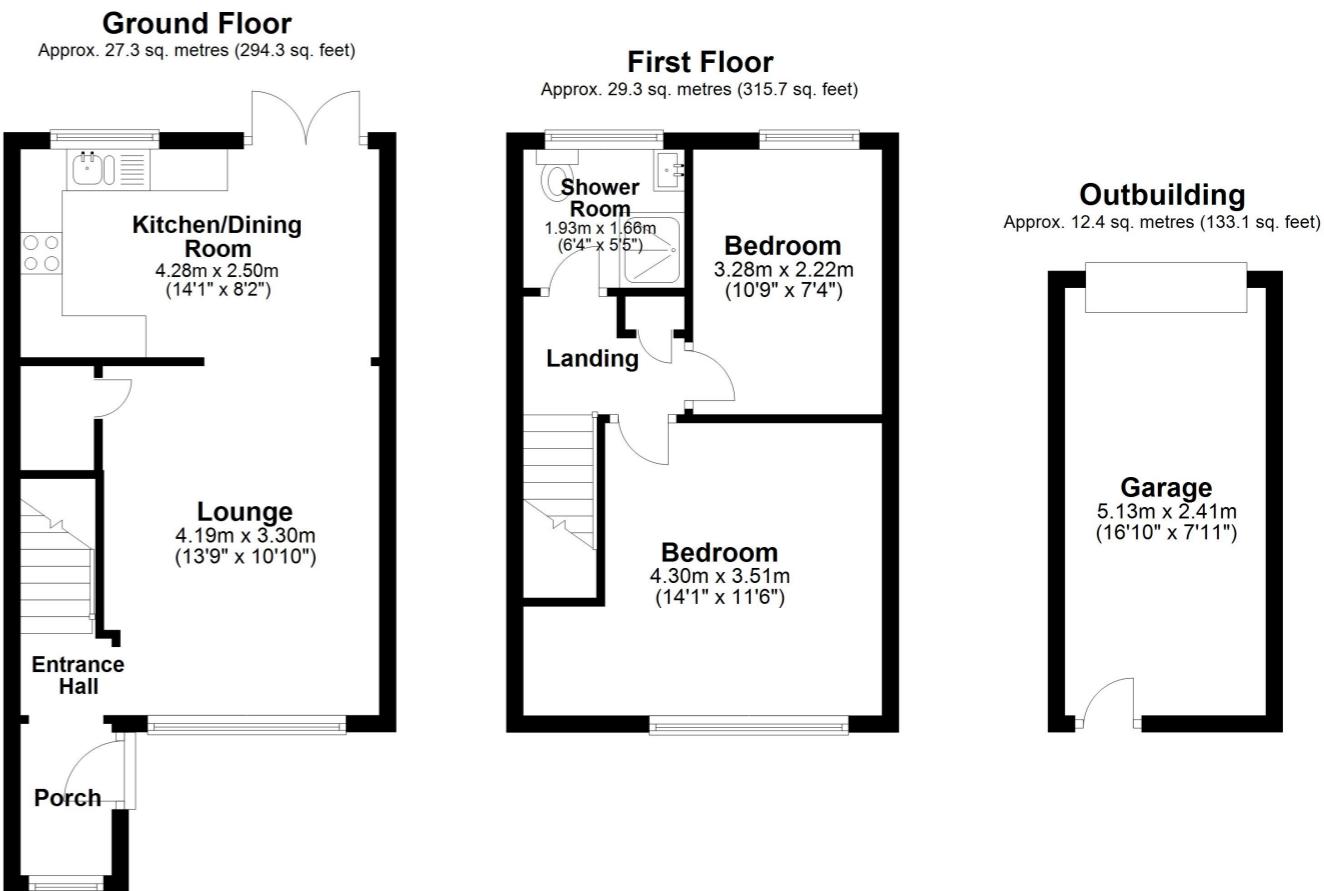 Ground Floor
Approx. 27.3 sq. metres (294.3 sq. feet)
Kitchen/Dining
Room
4.28m x 2.50m
(14'1" x 8'2")
Lounge
4.19m x 3.30m
(13'9" x 10'10")
Entrance
Hall
Porch
First Floor
Approx. 29.3 sq. metres (315.7 sq. feet)
Shower
Room
1.93m x 1.66m
(6'4" x 5'5")
Bedroom
3.28m x 2.22m
(10'9" x 7'4")
Landing
Bedroom
4.30m x 3.51m
(14'1" x 11'6")
Outbuilding
Approx. 12.4 sq. metres (133.1 sq. feet)
Garage
5.13m x 2.41m
(16'10" x 7'11")